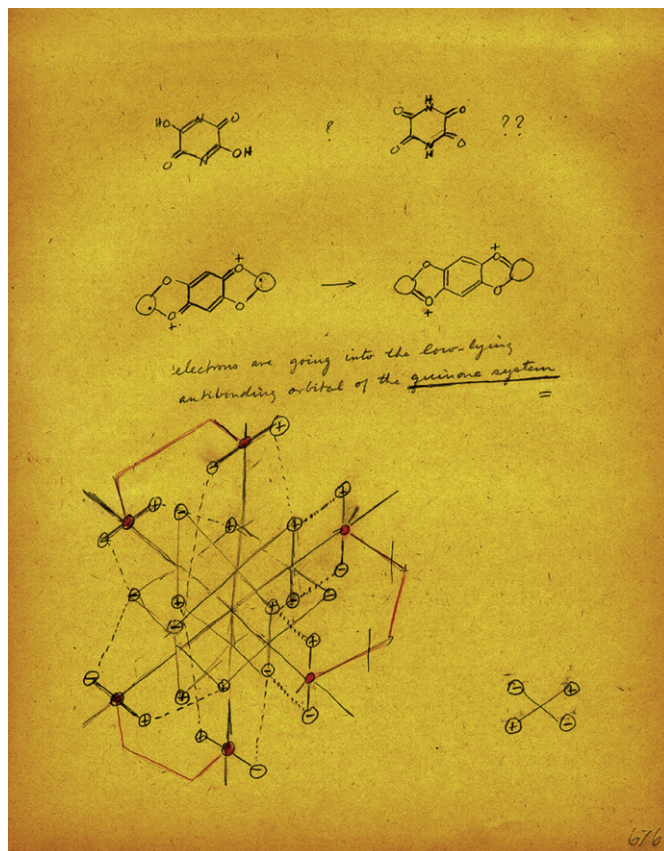 H
HO N O ? O O ??
O N OH O O
H
+ +
O O O O
O O O O
+ +
electrons are going into the low-lying
antibonding orbital of the quinone system
+
-
- + + +
+ - + +
-
- + + - -
- + +
- - -
+ - + -
+ + -
-
- +
+ -
676